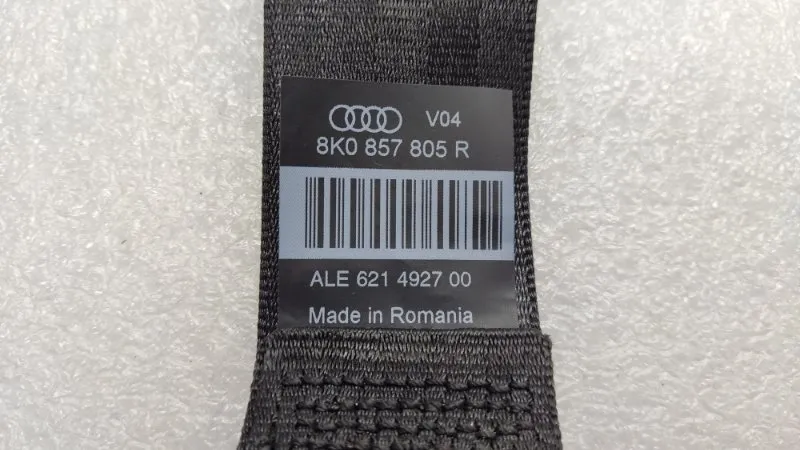 V04
8K0 857 805 R
ALE 621 4927 00
Made in Romania